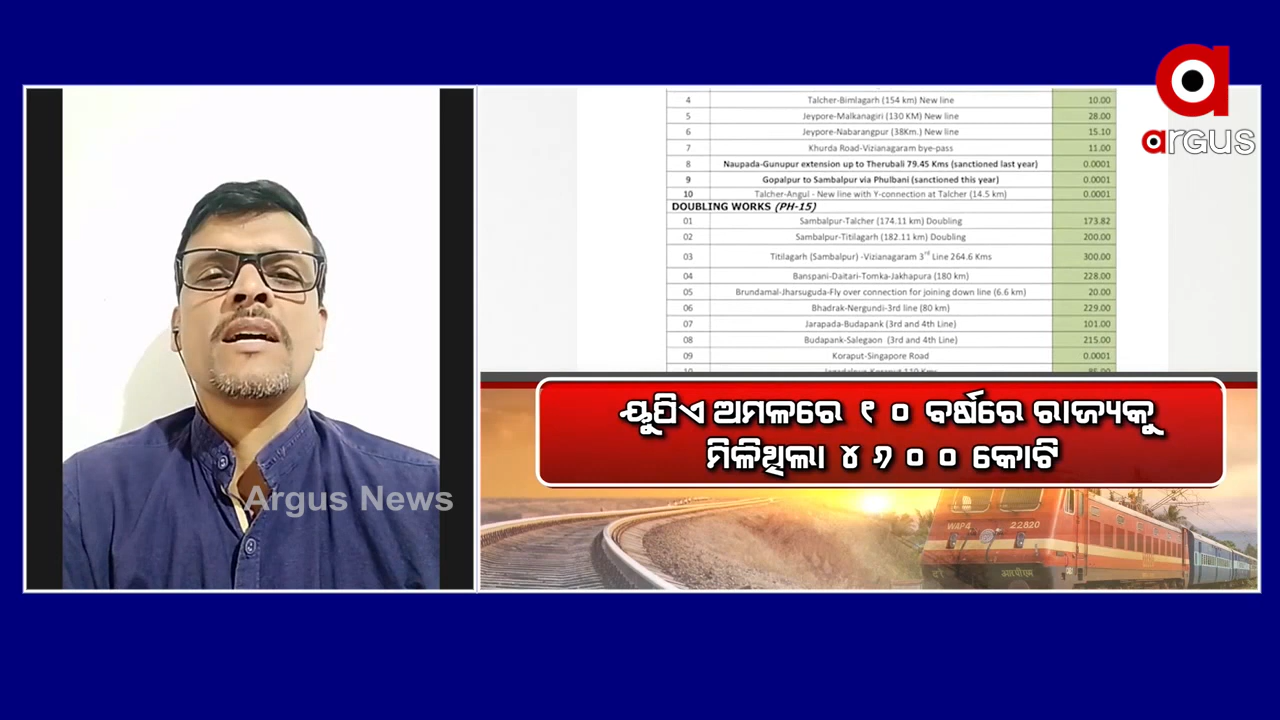 argus
4 Talcher-Bimlagarh (154 km) New line 10.00
5 Jeypore-Malkanagiri (130 KM) New line 28.00
6 Jeypore-Nabarangpur (38Km.) New line 15.10
7 Khurda Road-Vizianagaram bye-pass 11.00
8 Naupada-Gunupur extension up to Therubali 79.45 Kms (sanctioned last year) 0.0001
9 Gopalpur to Sambalpur via Phulbani (sanctioned this year) 0.0001
10 Talcher-Angul - New line with Y-connection at Talcher (14.5 km) 0.0001
DOUBLING WORKS (PH-15)
01 Sambalpur-Talcher (174.11 km) Doubling 173.82
02 Sambalpur-Titilagarh (182.11 km) Doubling 200.00
03 Titilagarh (Sambalpur) -Vizianagaram 3rd Line 264.6 Kms 300.00
04 Banspani-Daitari-Tomka-Jakhapura (180 km) 228.00
05 Brundamal-Jharsuguda-Fly over connection for joining down line (6.6 km) 20.00
06 Bhadrak-Nergundi-3rd line (80 km) 229.00
07 Jarapada-Budapank (3rd and 4th Line) 101.00
08 Budapank-Salegaon (3rd and 4th Line) 215.00
09 Koraput-Singapore Road 0.0001
ୟୁପିଏ ଅମଳରେ ୧୦ ବର୍ଷରେ ରାଜ୍ୟକୁ
ମିଳିଥିଲା ୪୬୦୦ କୋଟି
Argus News
WAP4 22820